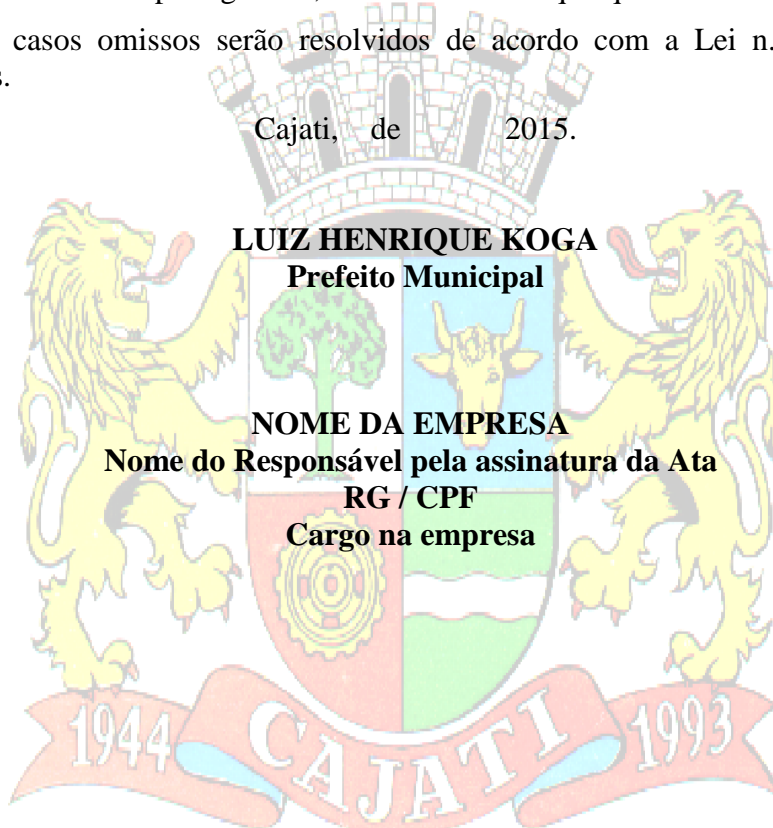 casos omissos serão resolvidos de acordo com a Lei n.
s.
Cajati, de 2015.
LUIZ HENRIQUE KOGA
Prefeito Municipal
NOME DA EMPRESA
Nome do Responsável pela assinatura da Ata
RG / CPF
Cargo na empresa
1944 CAJATI 1993